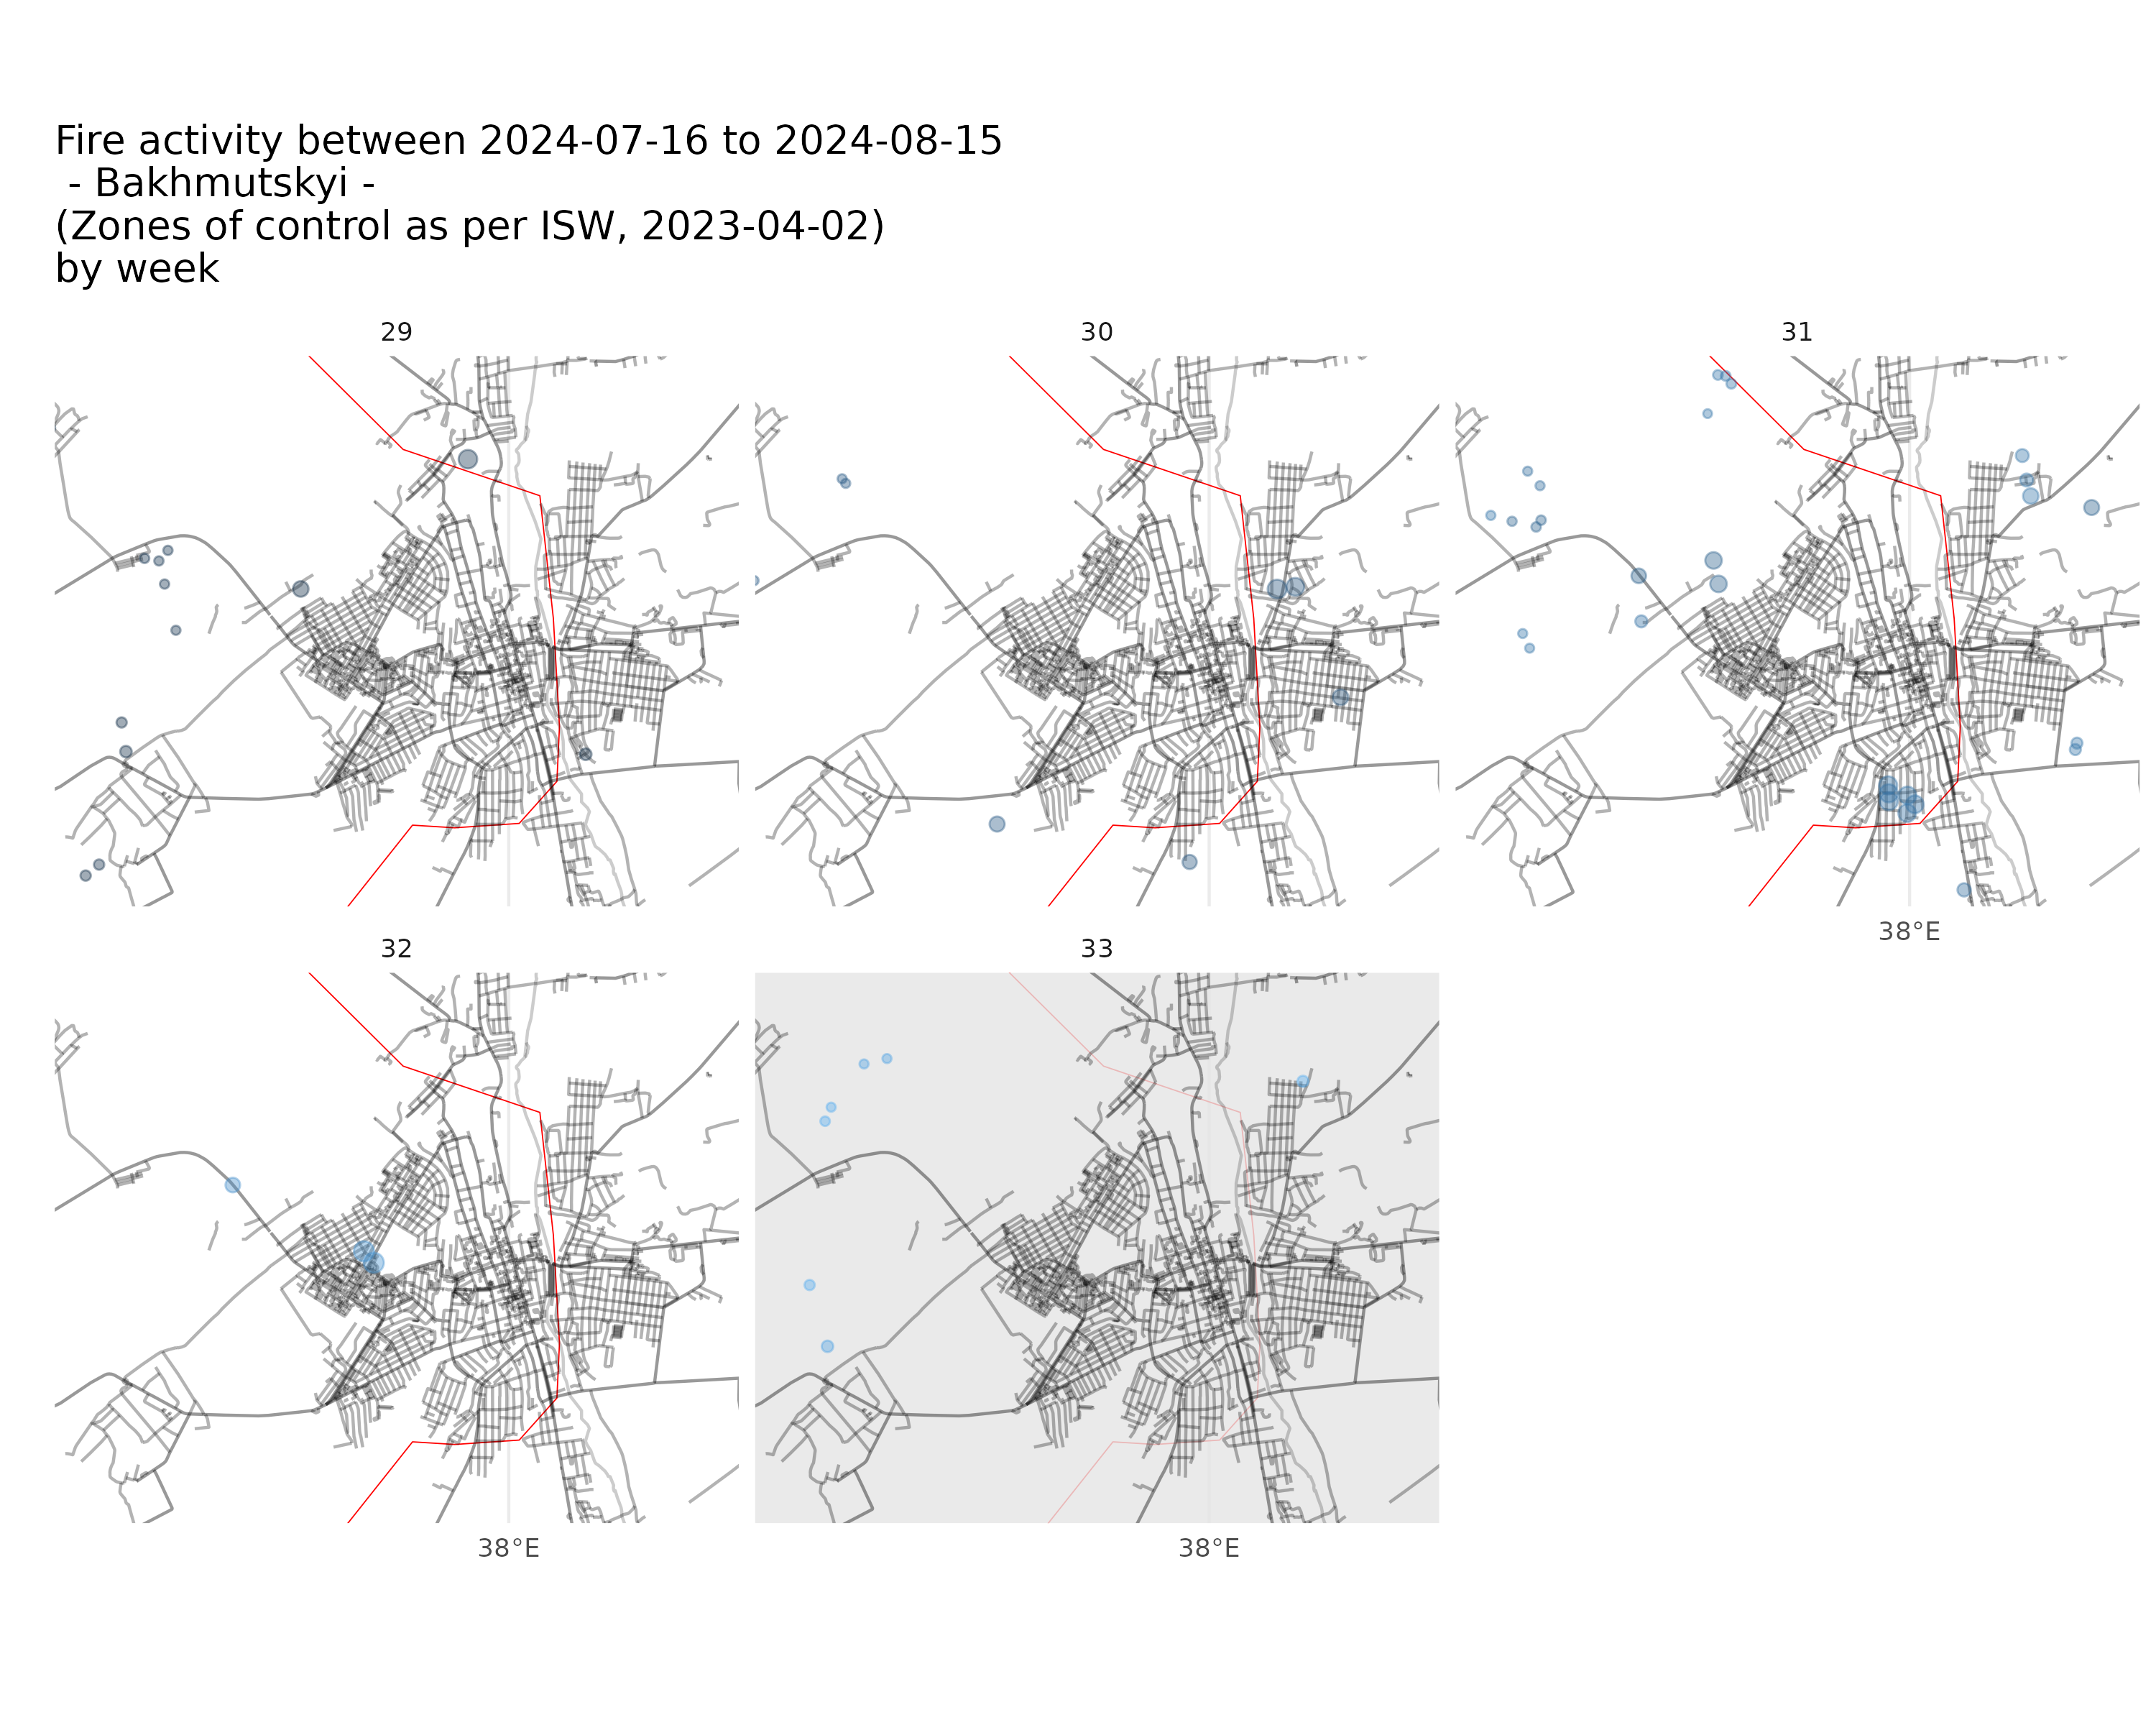 Fire activity between 2024-07-16 to 2024-08-15
- Bakhmutskyi -
(Zones of control as per ISW, 2023-04-02)
by week
29
30
31
38°E
32
33
38°E
38°E